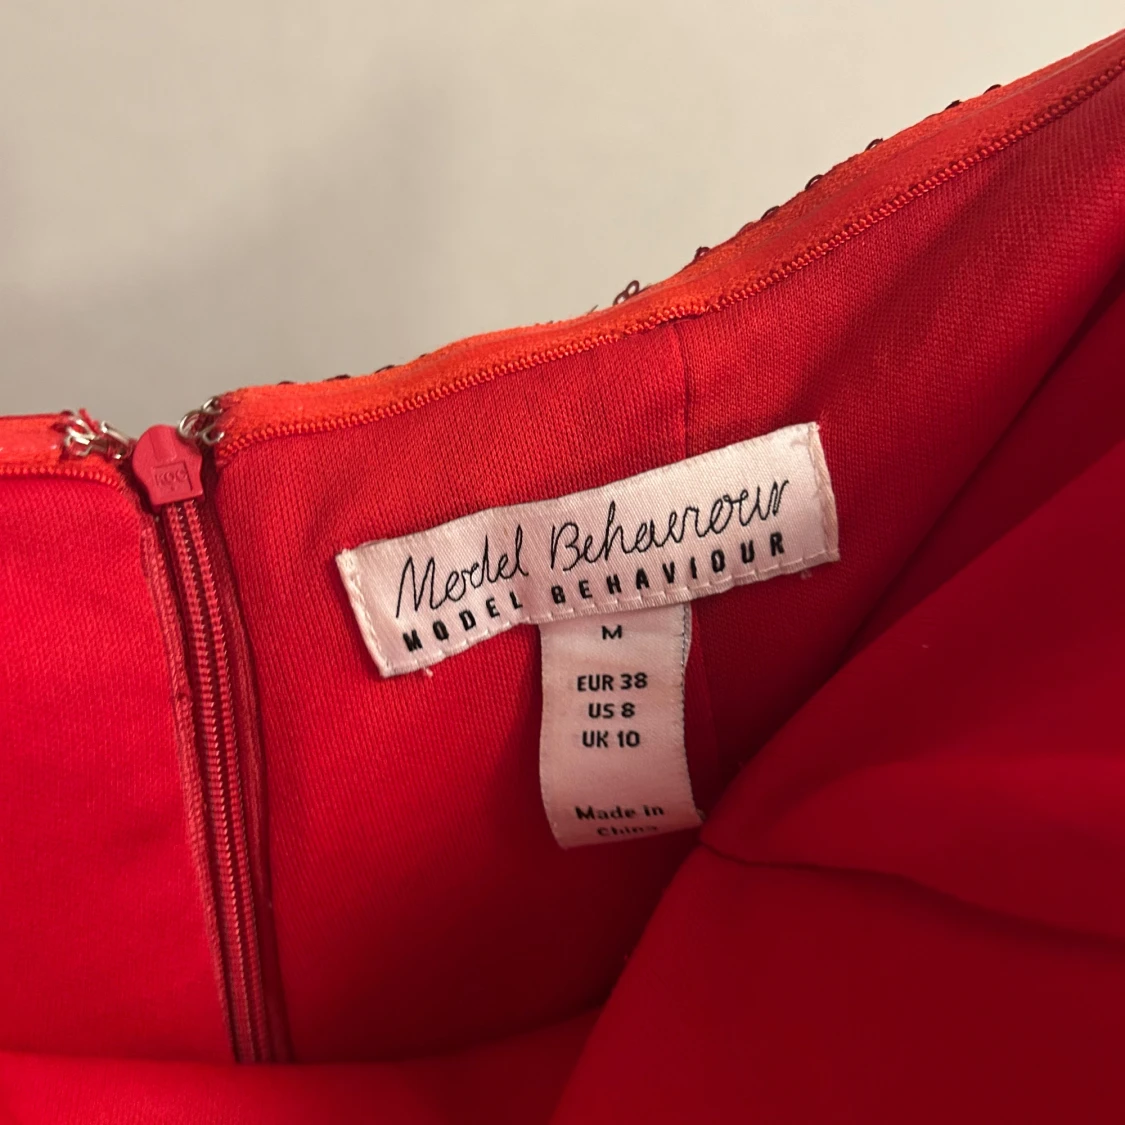 Model Behaviour
MODEL BEHAVIOUR
M
EUR 38
US 8
UK 10
Made in
China